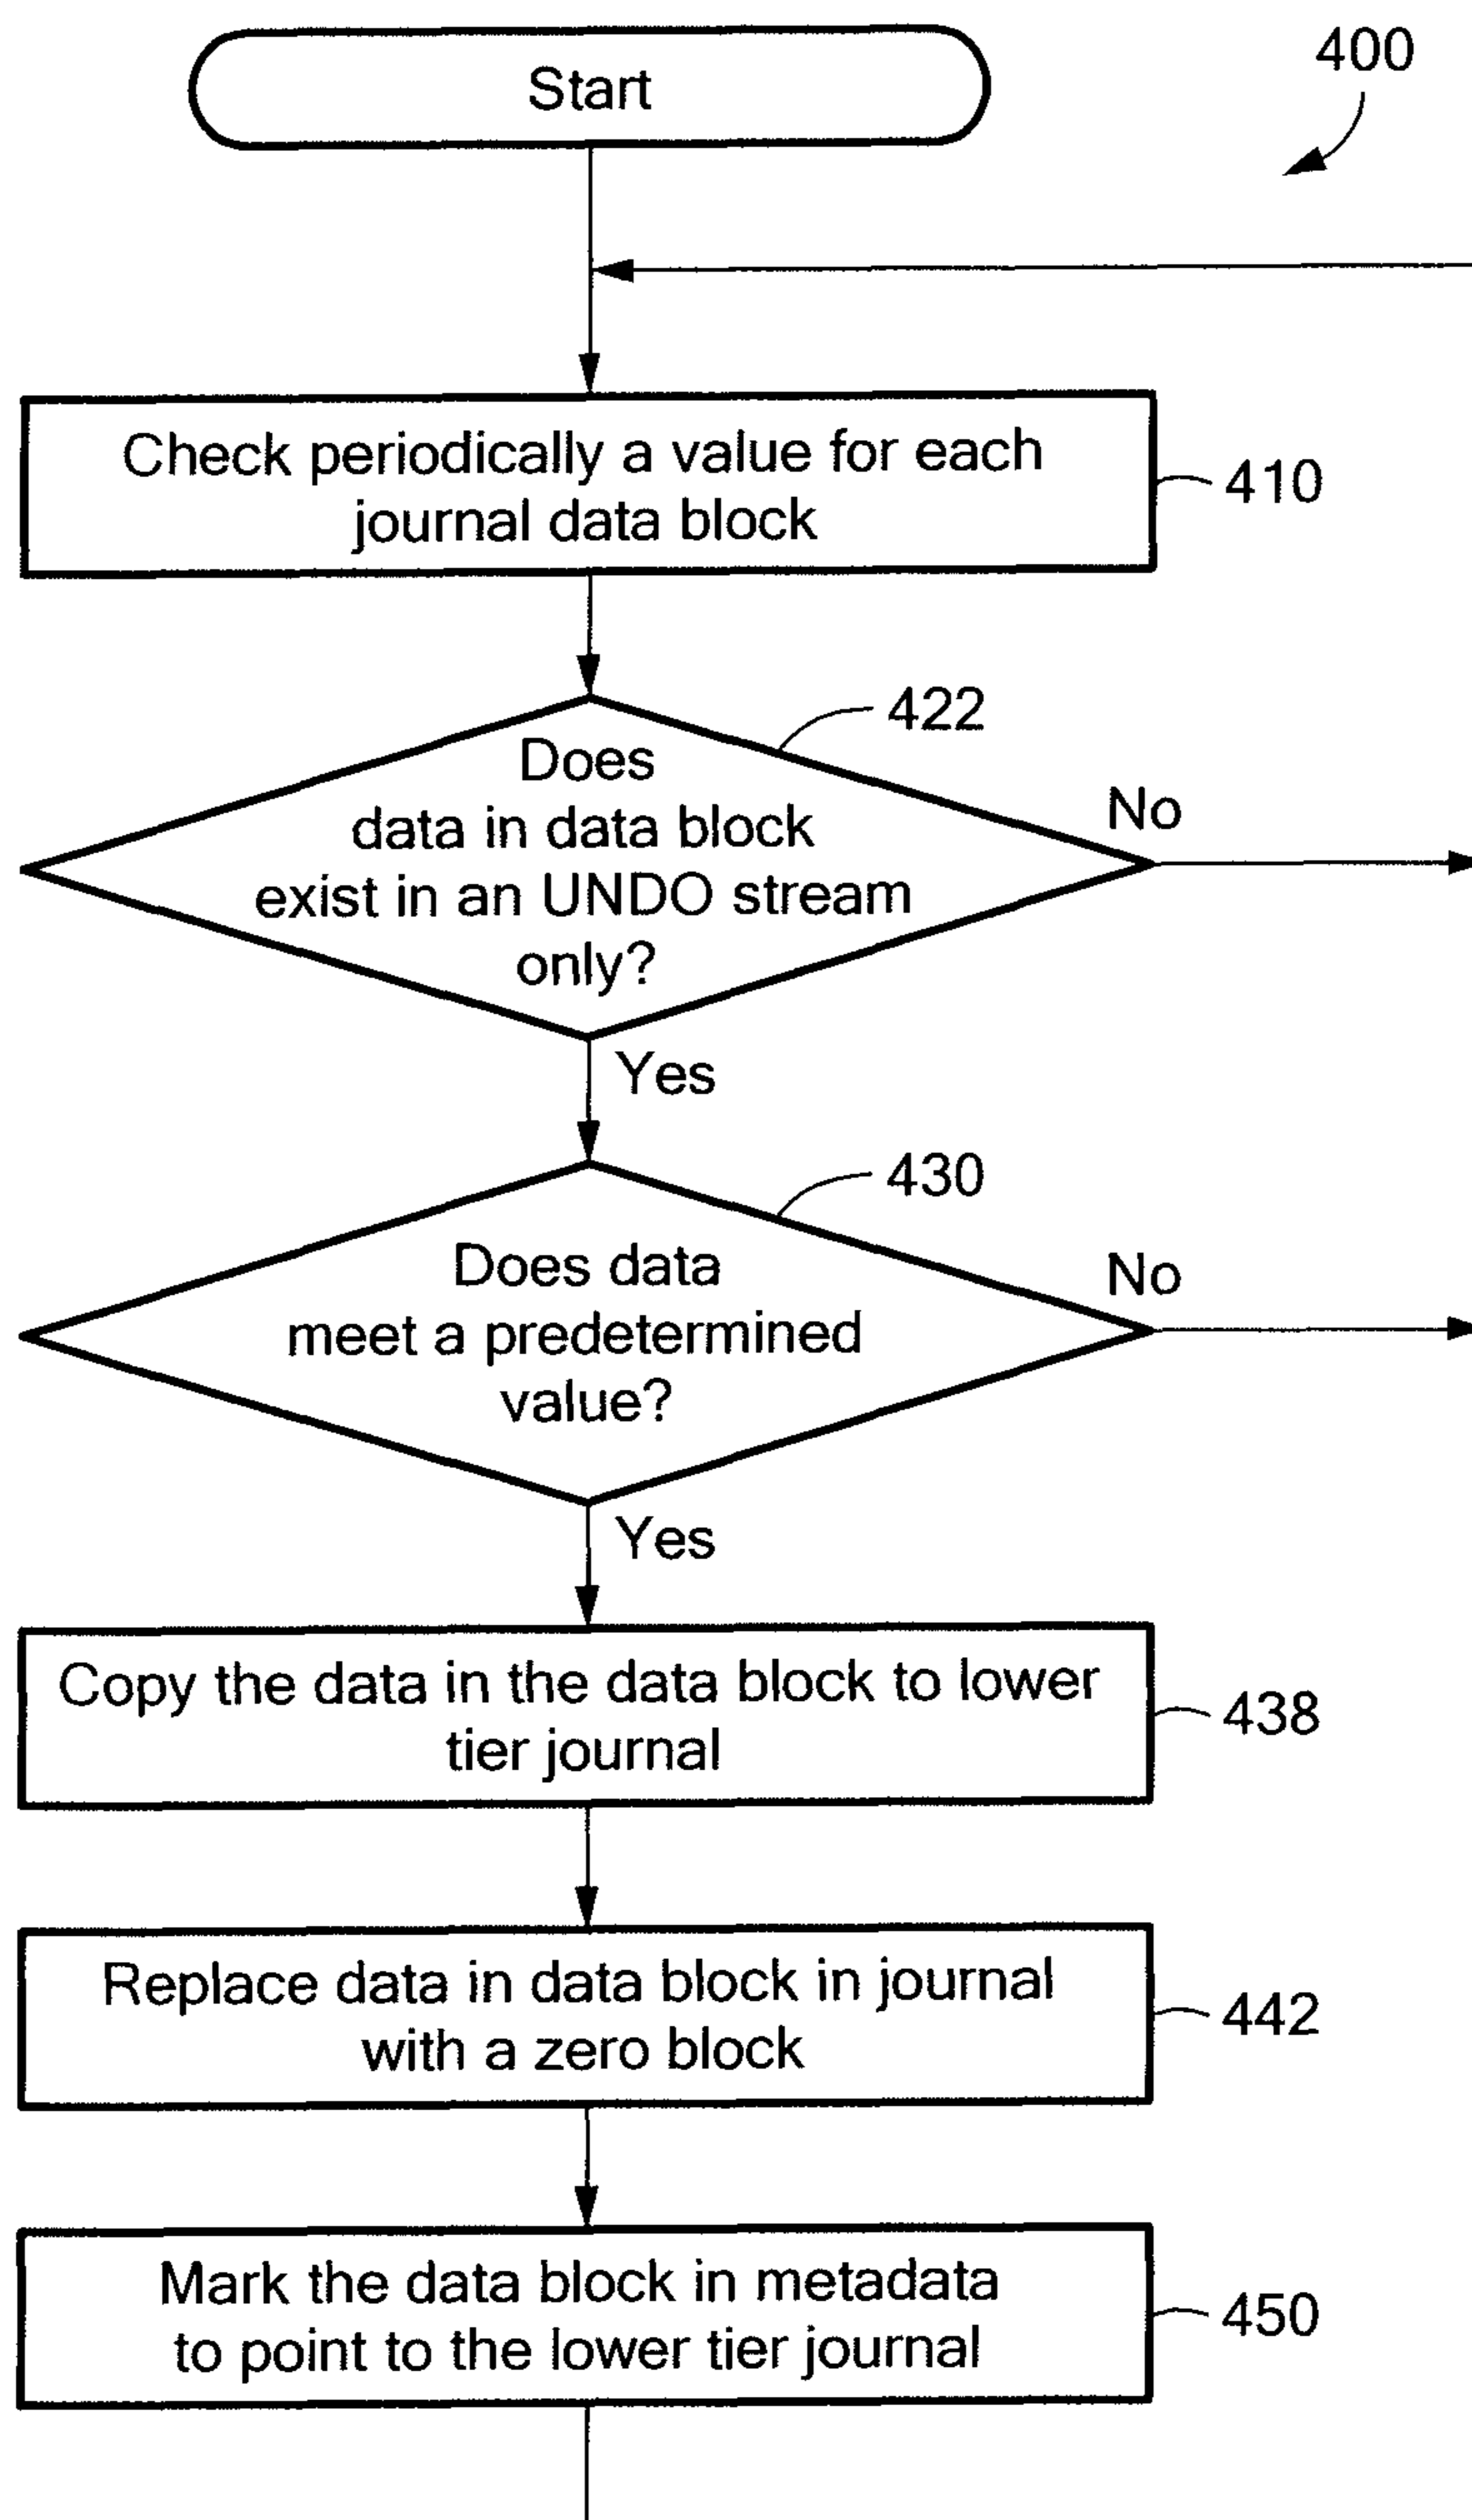 Start
400
Check periodically a value for each
journal data block
410
422
Does
data in data block
exist in an UNDO stream
only?
No
Yes
430
Does data
meet a predetermined
value?
No
Yes
Copy the data in the data block to lower
tier journal
438
Replace data in data block in journal
with a zero block
442
Mark the data block in metadata
to point to the lower tier journal
450